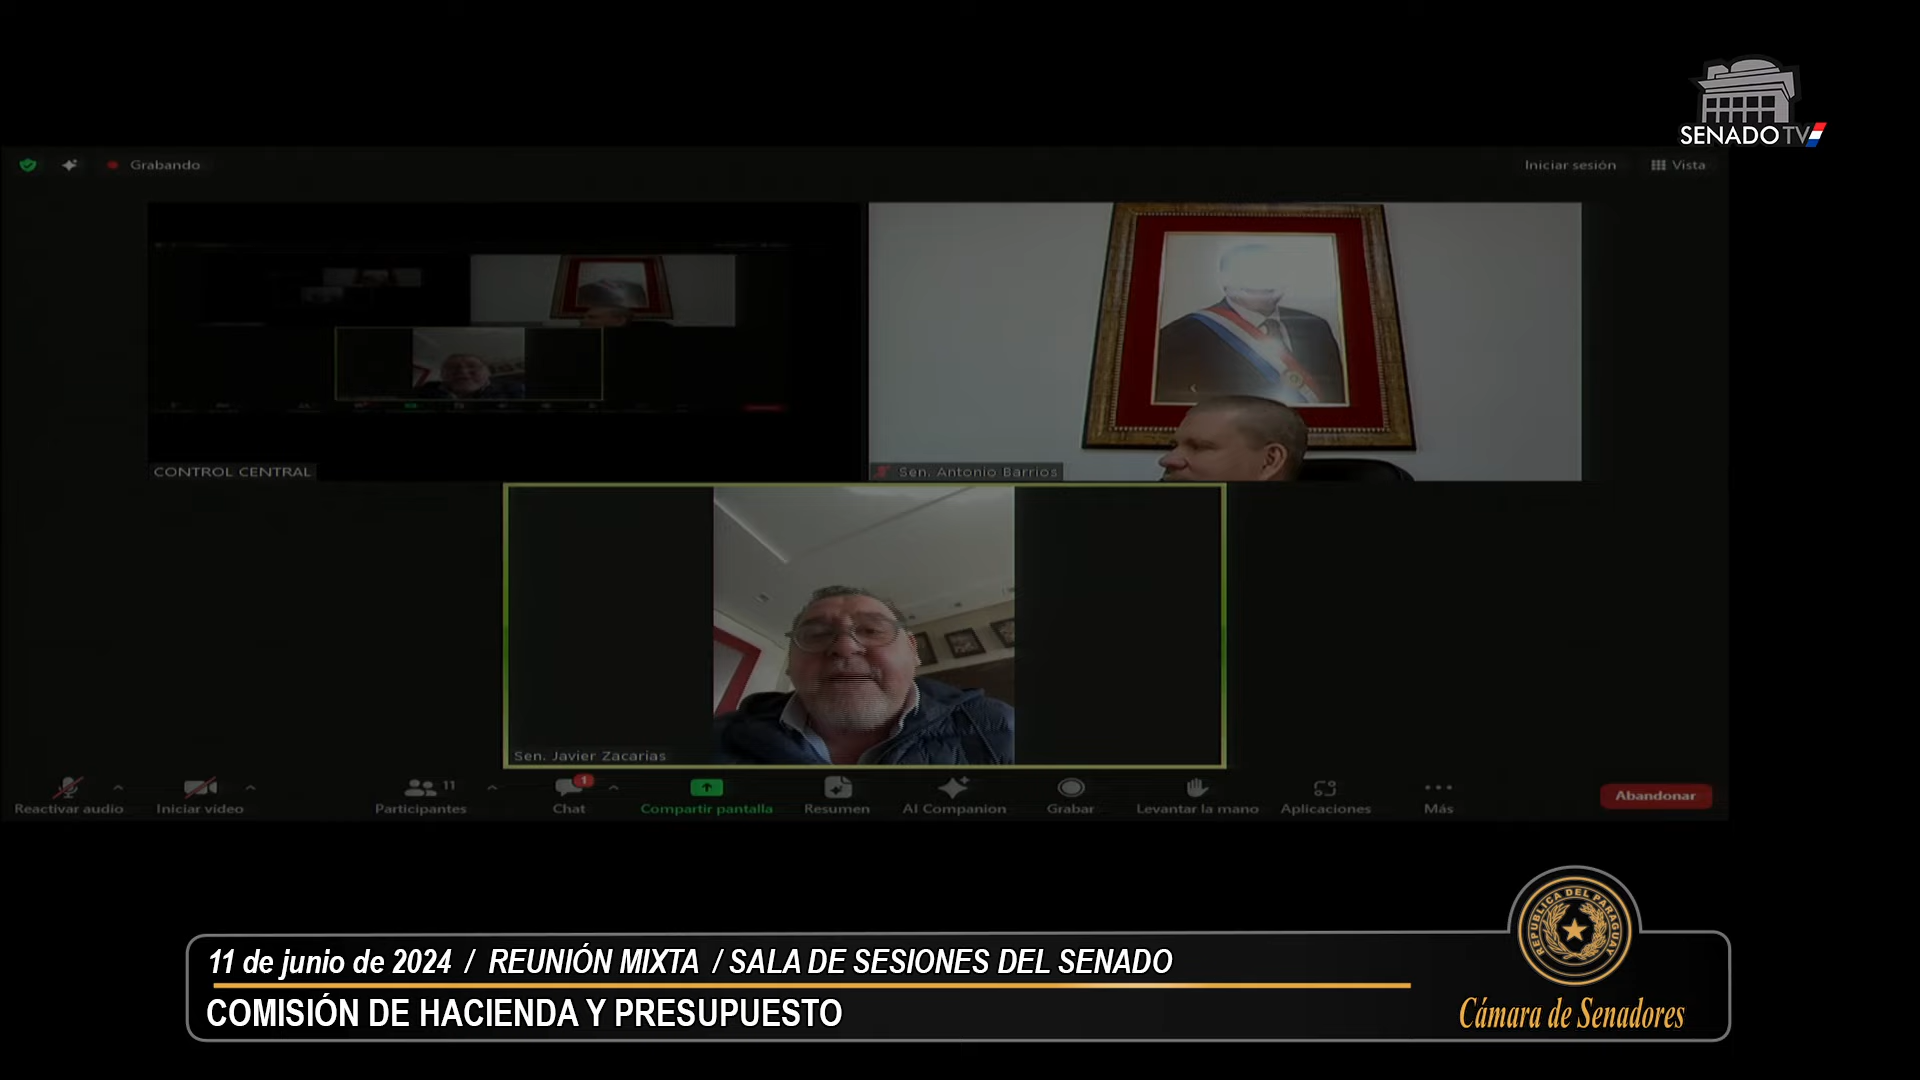 SENADO TV
Grabando
Iniciar sesión
Vista
CONTROL CENTRAL
Sen. Antonio Barrios
Sen. Javier Zacarias
Reactivar audio
Iniciar video
Participantes 11
Chat 1
Compartir pantalla
Resumen
AI Companion
Grabar
Levantar la mano
Aplicaciones
Más
Abandonar
11 de junio de 2024 / REUNIÓN MIXTA / SALA DE SESIONES DEL SENADO
COMISIÓN DE HACIENDA Y PRESUPUESTO
REPUBLICA DEL PARAGUAY
Cámara de Senadores